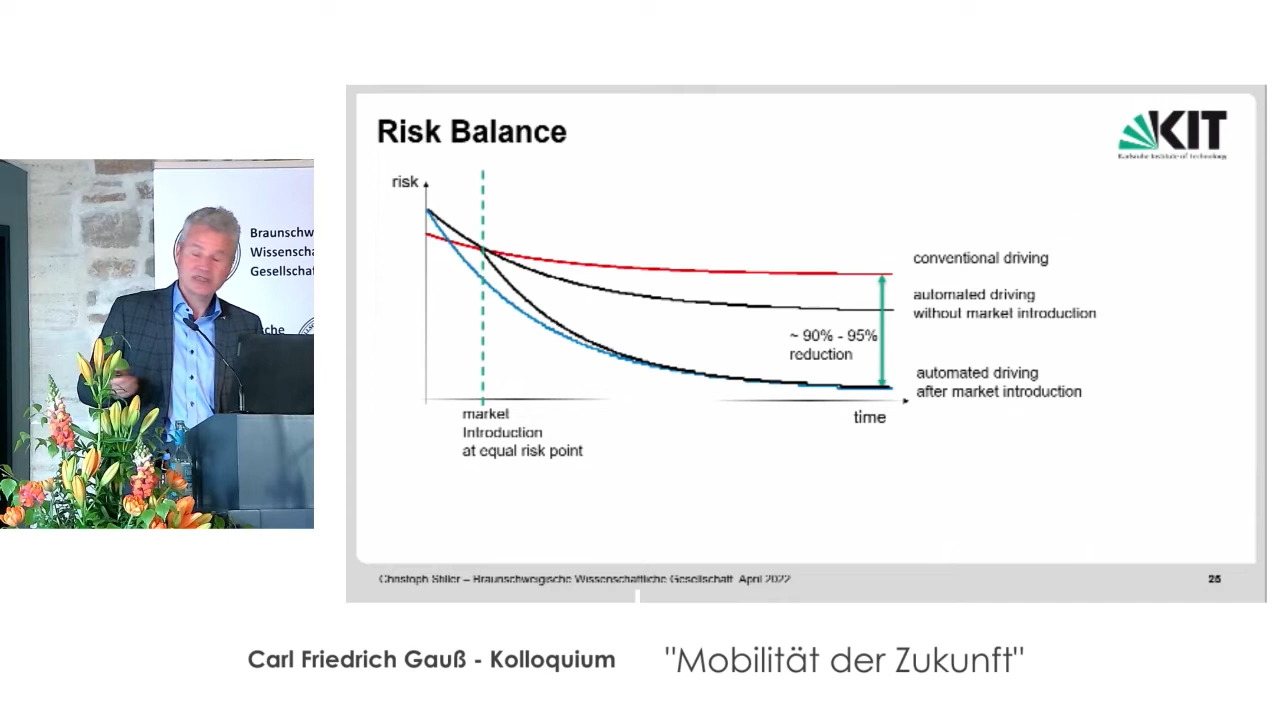 Risk Balance
KIT
Karlsruhe Institute of Technology
risk
conventional driving
automated driving
without market introduction
~ 90% - 95%
reduction
automated driving
after market introduction
time
market
Introduction
at equal risk point
Braunschw
Wissenscha
Gesellschaf
sche
Christoph Stiller – Braunschweigische Wissenschaftliche Gesellschaft April 2022
25
Carl Friedrich Gauß - Kolloquium
"Mobilität der Zukunft"